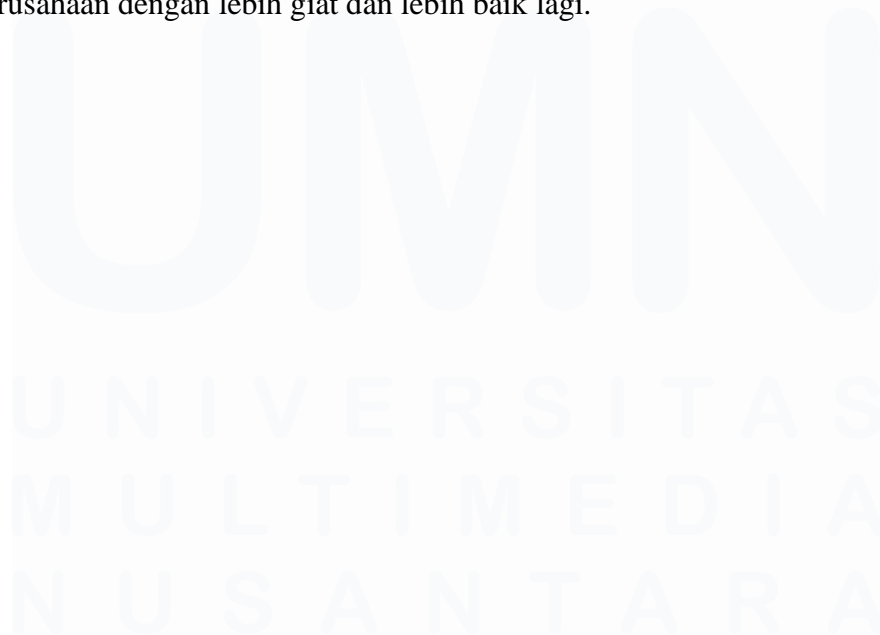 rusahaan dengan lebih giat dan lebih baik lagi.
UMN
UNIVERSITAS
MULTIMEDIA
NUSANTARA